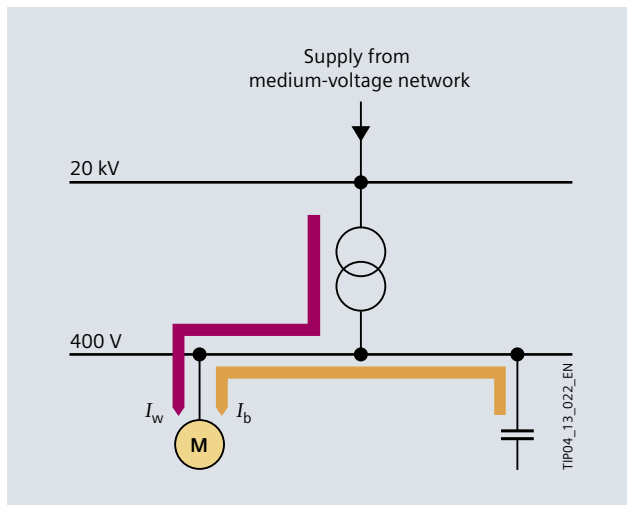 Supply from
medium-voltage network
20 kV
400 V
Iw
Ib
M
TIP04_13_022_EN